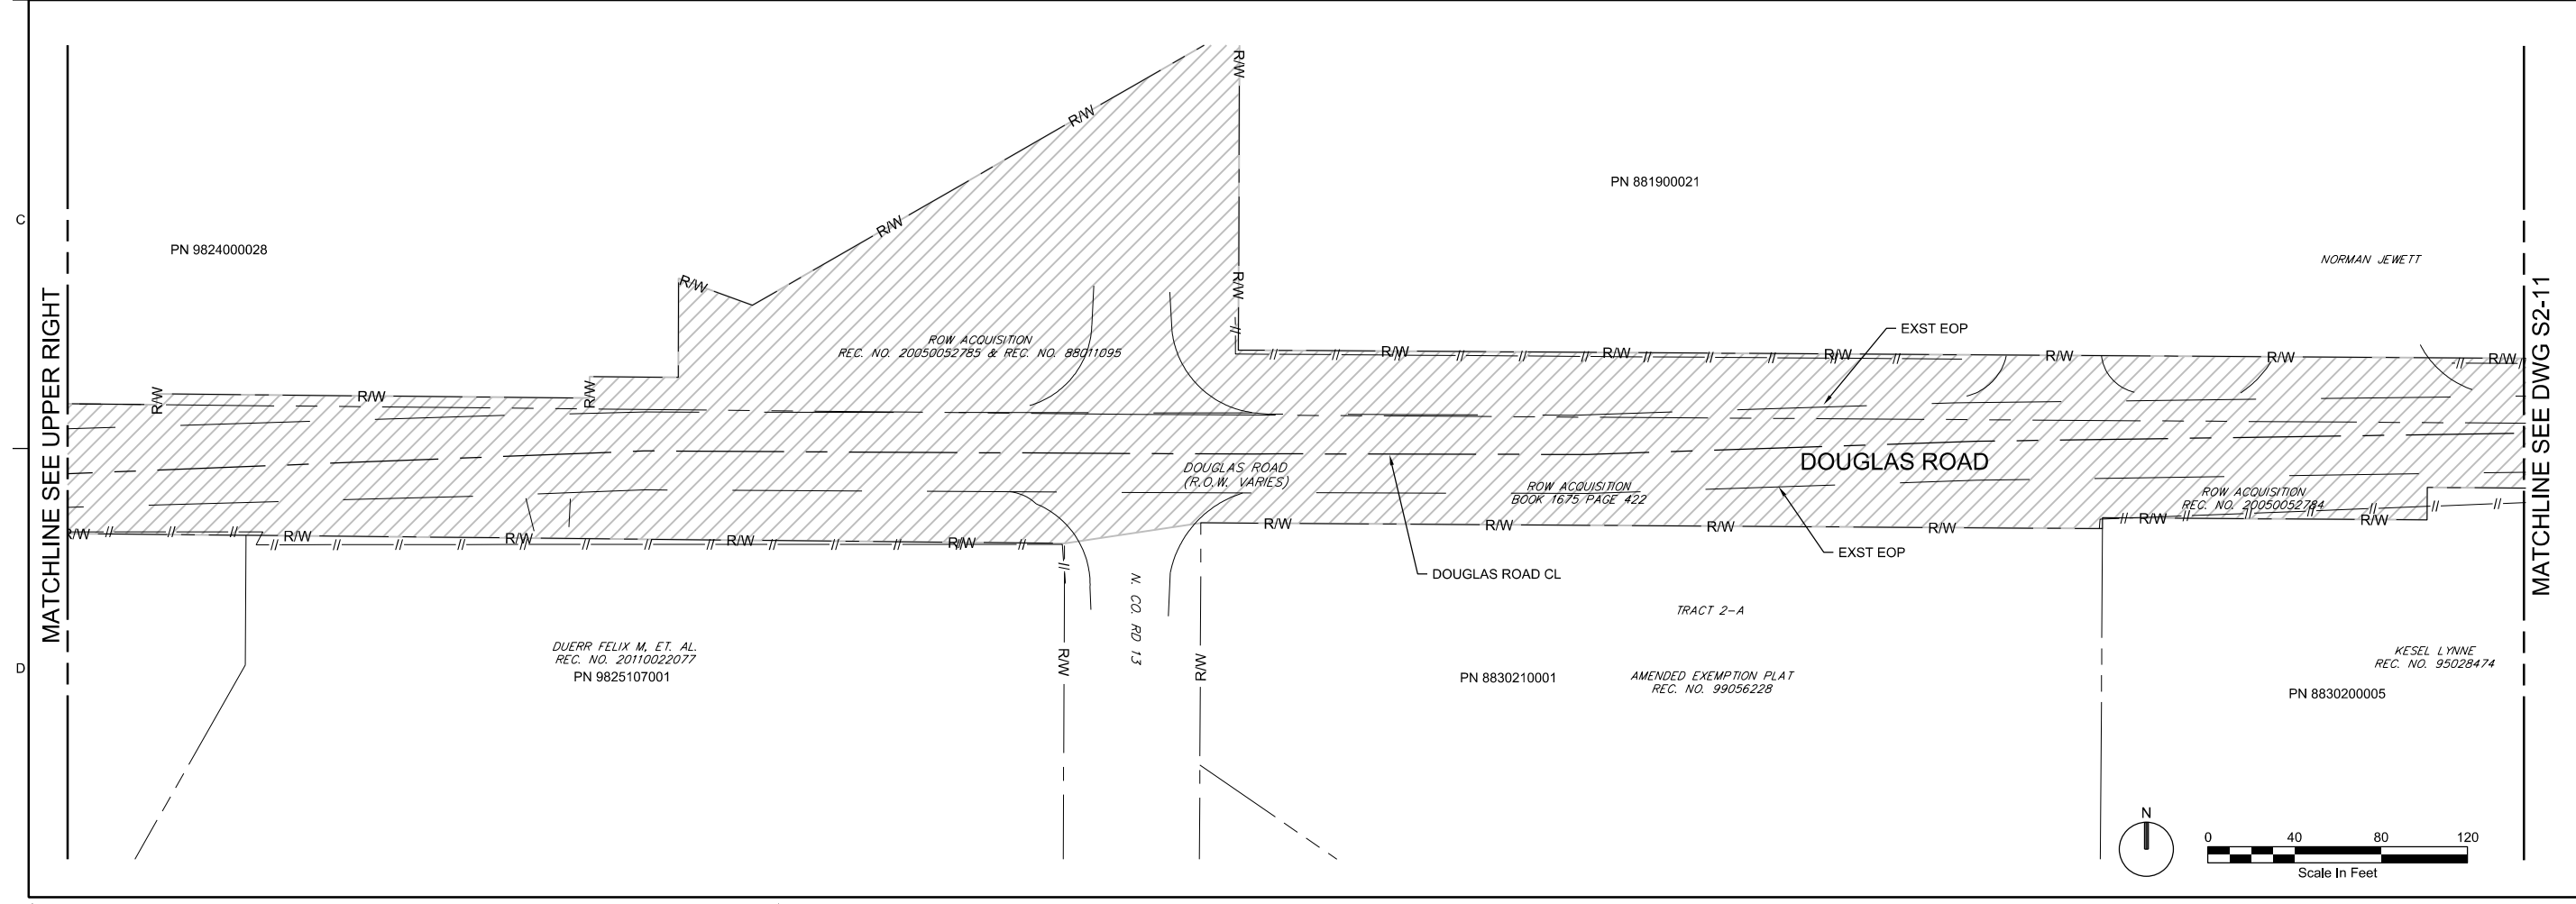 C
D
MATCHLINE SEE UPPER RIGHT
PN 9824000028
R/W
R/W
R/W
R/W
R/W
R/W
R/W
R/W
PN 881900021
NORMAN JEWETT
ROW ACQUISITION
REC. NO. 20050052785 & REC. NO. 88011095
EXST EOP
R/W
R/W
R/W
R/W
R/W
R/W
DOUGLAS ROAD
(R.O.W. VARIES)
DOUGLAS ROAD
ROW ACQUISITION
BOOK 1675 PAGE 422
ROW ACQUISITION
REC. NO. 20050052784
R/W
R/W
R/W
R/W
R/W
R/W
R/W
R/W
R/W
R/W
R/W
EXST EOP
DOUGLAS ROAD CL
N. CO. RD 13
R/W
R/W
TRACT 2-A
DUERR FELIX M, ET. AL.
REC. NO. 20110022077
PN 9825107001
PN 8830210001
AMENDED EXEMPTION PLAT
REC. NO. 99056228
KESEL LYNNE
REC. NO. 95028474
PN 8830200005
MATCHLINE SEE DWG S2-11
N
0 40 80 120
Scale In Feet